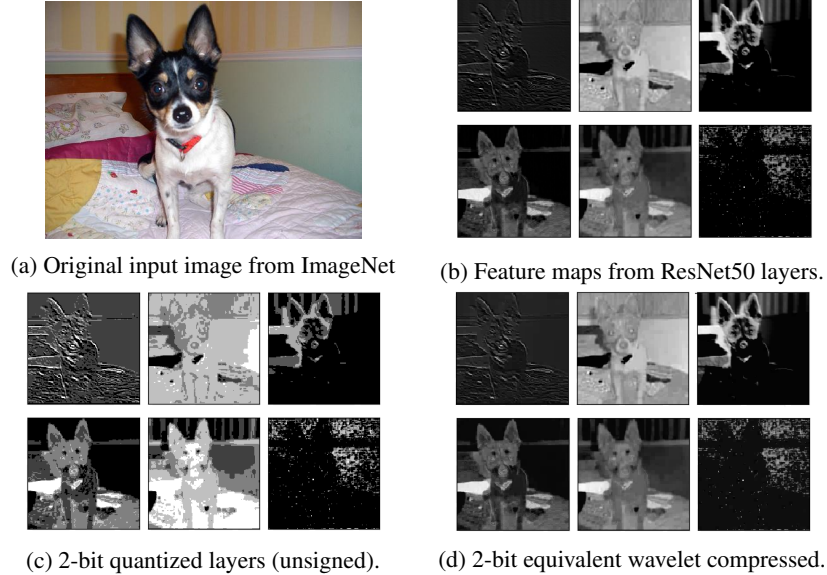 (a) Original input image from ImageNet
(b) Feature maps from ResNet50 layers.
(c) 2-bit quantized layers (unsigned).
(d) 2-bit equivalent wavelet compressed.